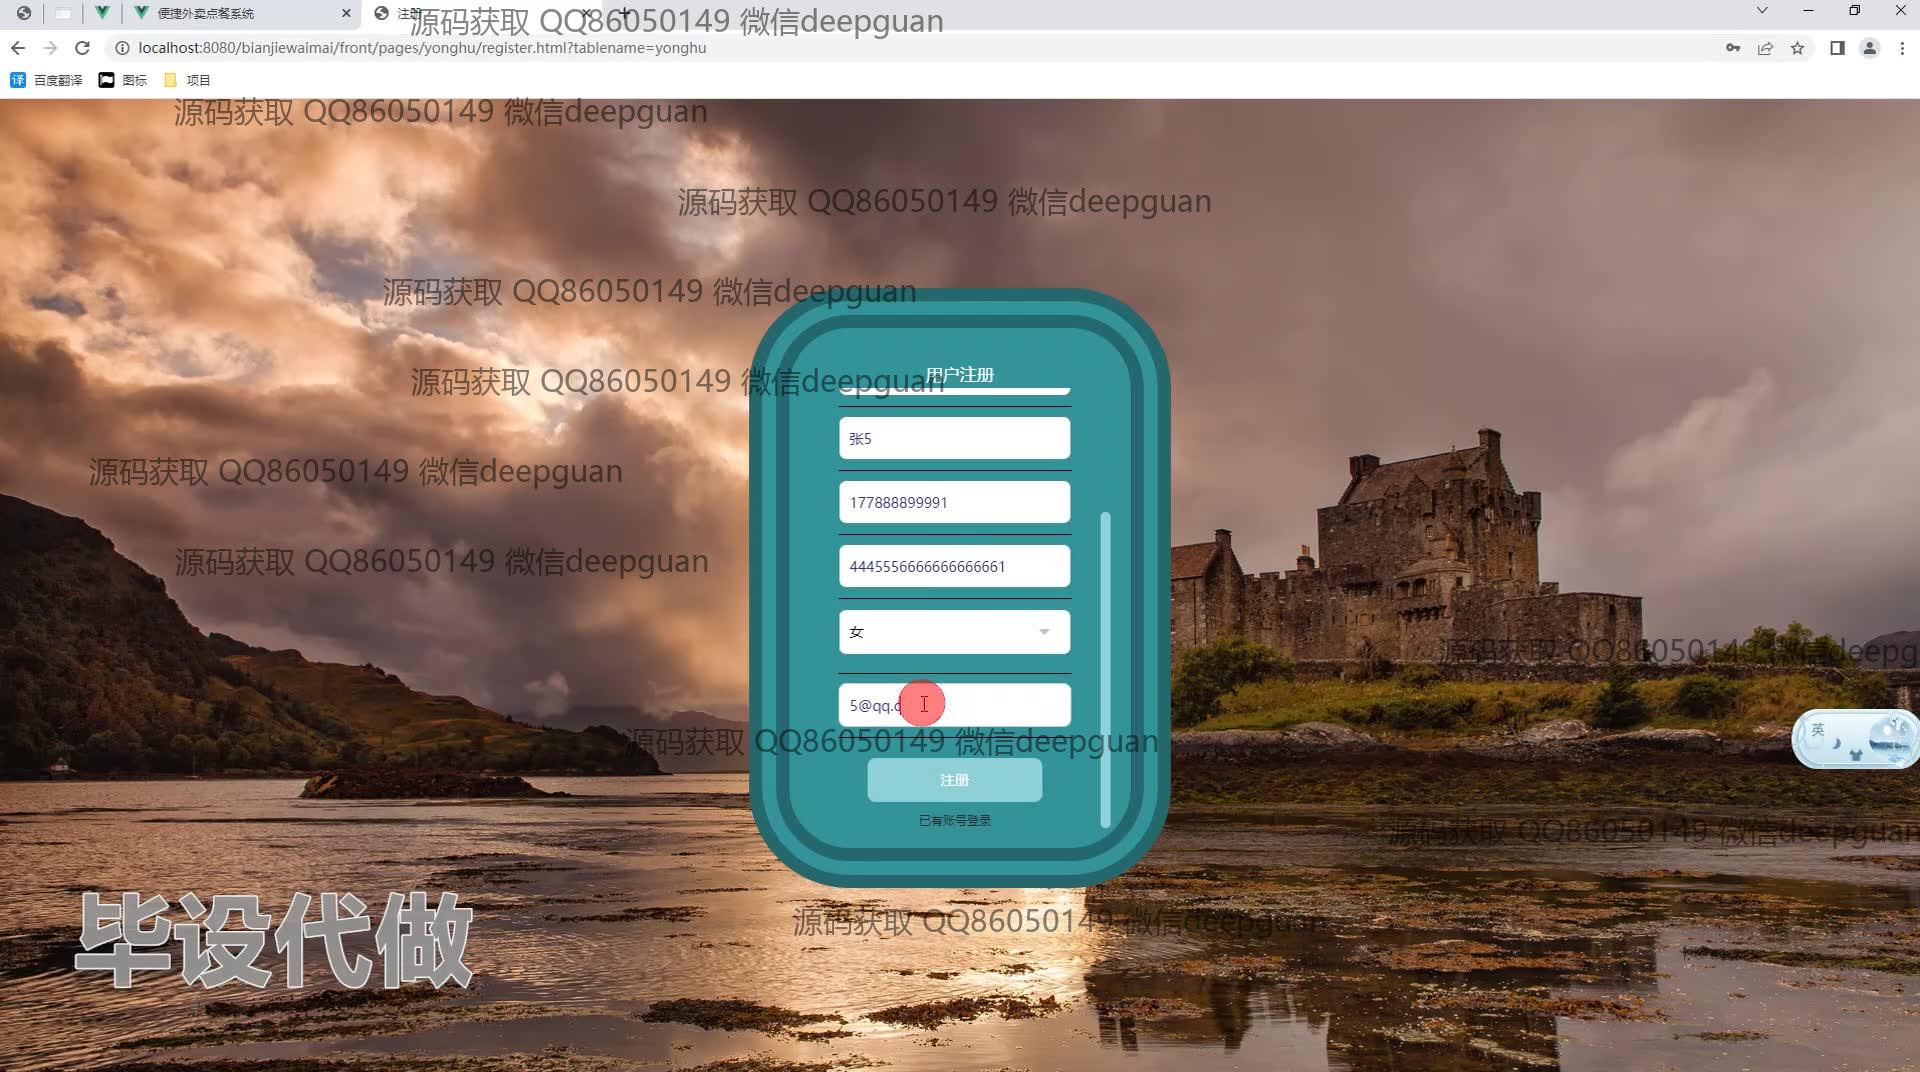 便捷外卖点餐系统
注册
源码获取 QQ86050149 微信deepguan
localhost:8080/bianjiewaimai/front/pages/yonghu/register.html?tablename=yonghu
译 百度翻译
图标
项目
源码获取 QQ86050149 微信deepguan
源码获取 QQ86050149 微信deepguan
源码获取 QQ86050149 微信deepguan
用户注册
源码获取 QQ86050149 微信deepguan
张5
源码获取 QQ86050149 微信deepguan
177888899991
源码获取 QQ86050149 微信deepguan
4445556666666666661
女
源码获取 QQ86050149 微信deepguan
5@qq.c
英
源码获取 QQ86050149 微信deepguan
注册
已有账号登录
源码获取 QQ86050149 微信deepguan
源码获取 QQ86050149 微信deepguan
毕设代做